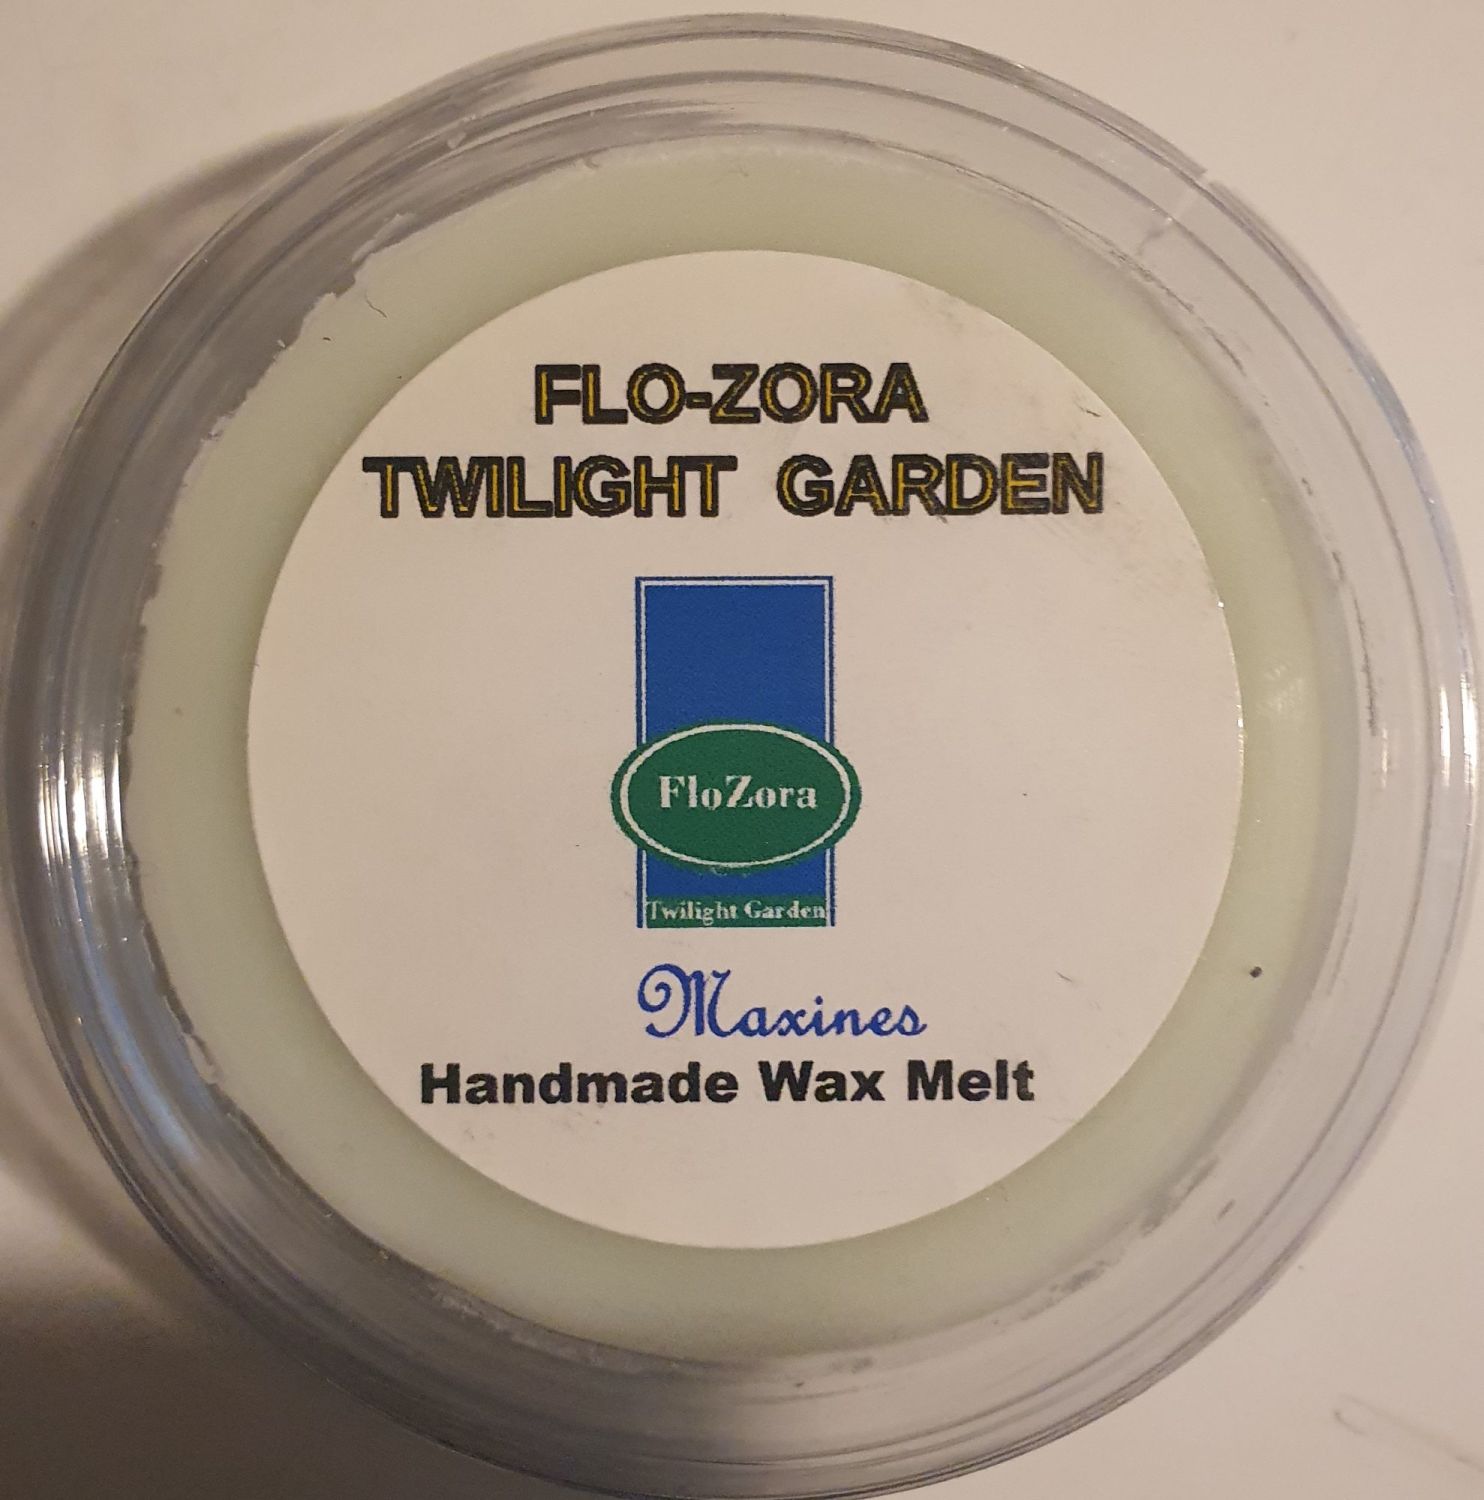 FLO-ZORA
TWILIGHT GARDEN
FloZora
Twilight Garden
Maxines
Handmade Wax Melt